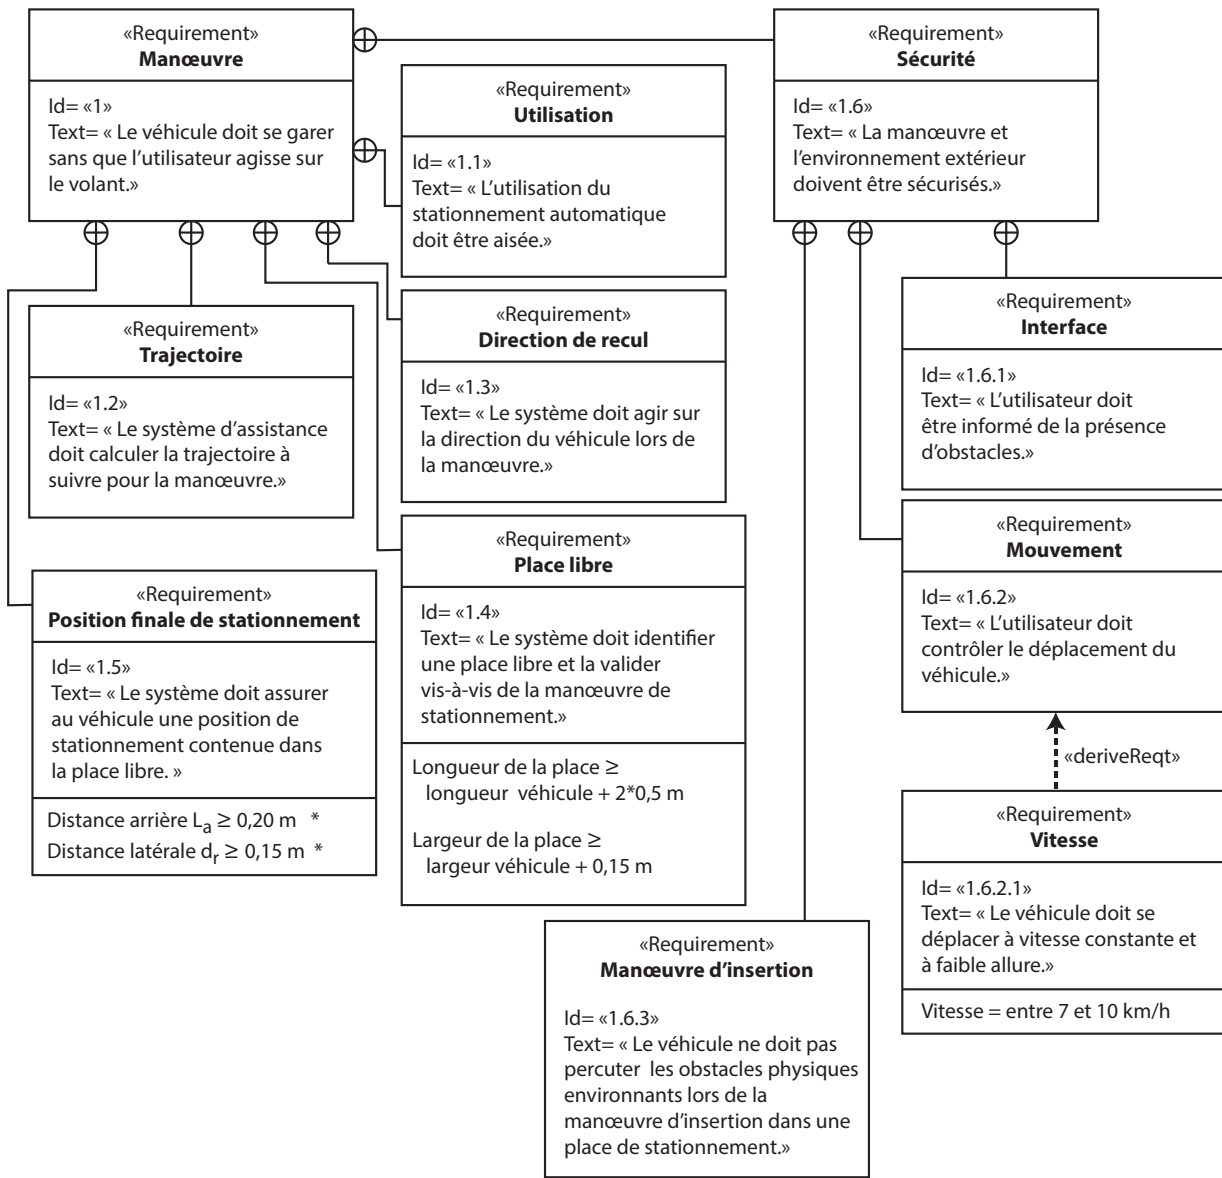 «Requirement»
Manœuvre
Id= «1»
Text= « Le véhicule doit se garer
sans que l’utilisateur agisse sur
le volant.»
«Requirement»
Utilisation
Id= «1.1»
Text= « L’utilisation du
stationnement automatique
doit être aisée.»
«Requirement»
Sécurité
Id= «1.6»
Text= « La manœuvre et
l’environnement extérieur
doivent être sécurisés.»
«Requirement»
Trajectoire
Id= «1.2»
Text= « Le système d’assistance
doit calculer la trajectoire à
suivre pour la manœuvre.»
«Requirement»
Direction de recul
Id= «1.3»
Text= « Le système doit agir sur
la direction du véhicule lors de
la manœuvre.»
«Requirement»
Interface
Id= «1.6.1»
Text= « L’utilisateur doit
être informé de la présence
d’obstacles.»
«Requirement»
Position finale de stationnement
Id= «1.5»
Text= « Le système doit assurer
au véhicule une position de
stationnement contenue dans
la place libre. »
Distance arrière La ≥ 0,20 m *
Distance latérale dr ≥ 0,15 m *
«Requirement»
Place libre
Id= «1.4»
Text= « Le système doit identifier
une place libre et la valider
vis-à-vis de la manœuvre de
stationnement.»
Longueur de la place ≥
longueur véhicule + 2*0,5 m
Largeur de la place ≥
largeur véhicule + 0,15 m
«Requirement»
Mouvement
Id= «1.6.2»
Text= « L’utilisateur doit
contrôler le déplacement du
véhicule.»
«deriveReqt»
«Requirement»
Vitesse
Id= «1.6.2.1»
Text= « Le véhicule doit se
déplacer à vitesse constante et
à faible allure.»
Vitesse = entre 7 et 10 km/h
«Requirement»
Manœuvre d’insertion
Id= «1.6.3»
Text= « Le véhicule ne doit pas
percuter les obstacles physiques
environnants lors de la
manœuvre d’insertion dans une
place de stationnement.»